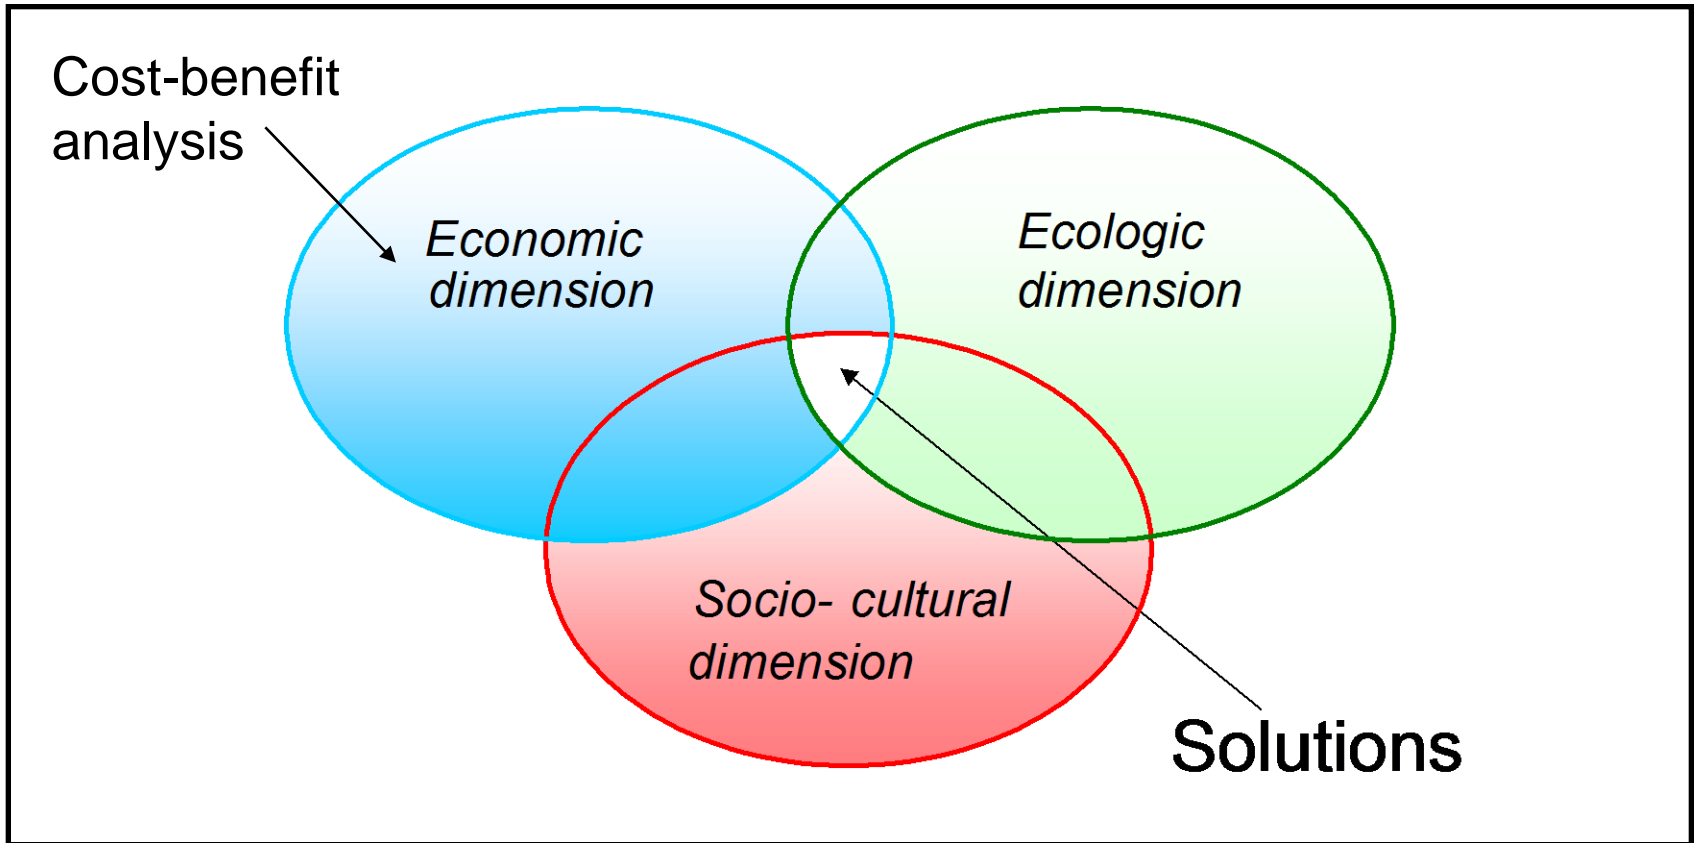 Cost-benefit
analysis
Economic
dimension
Ecologic
dimension
Socio- cultural
dimension
Solutions